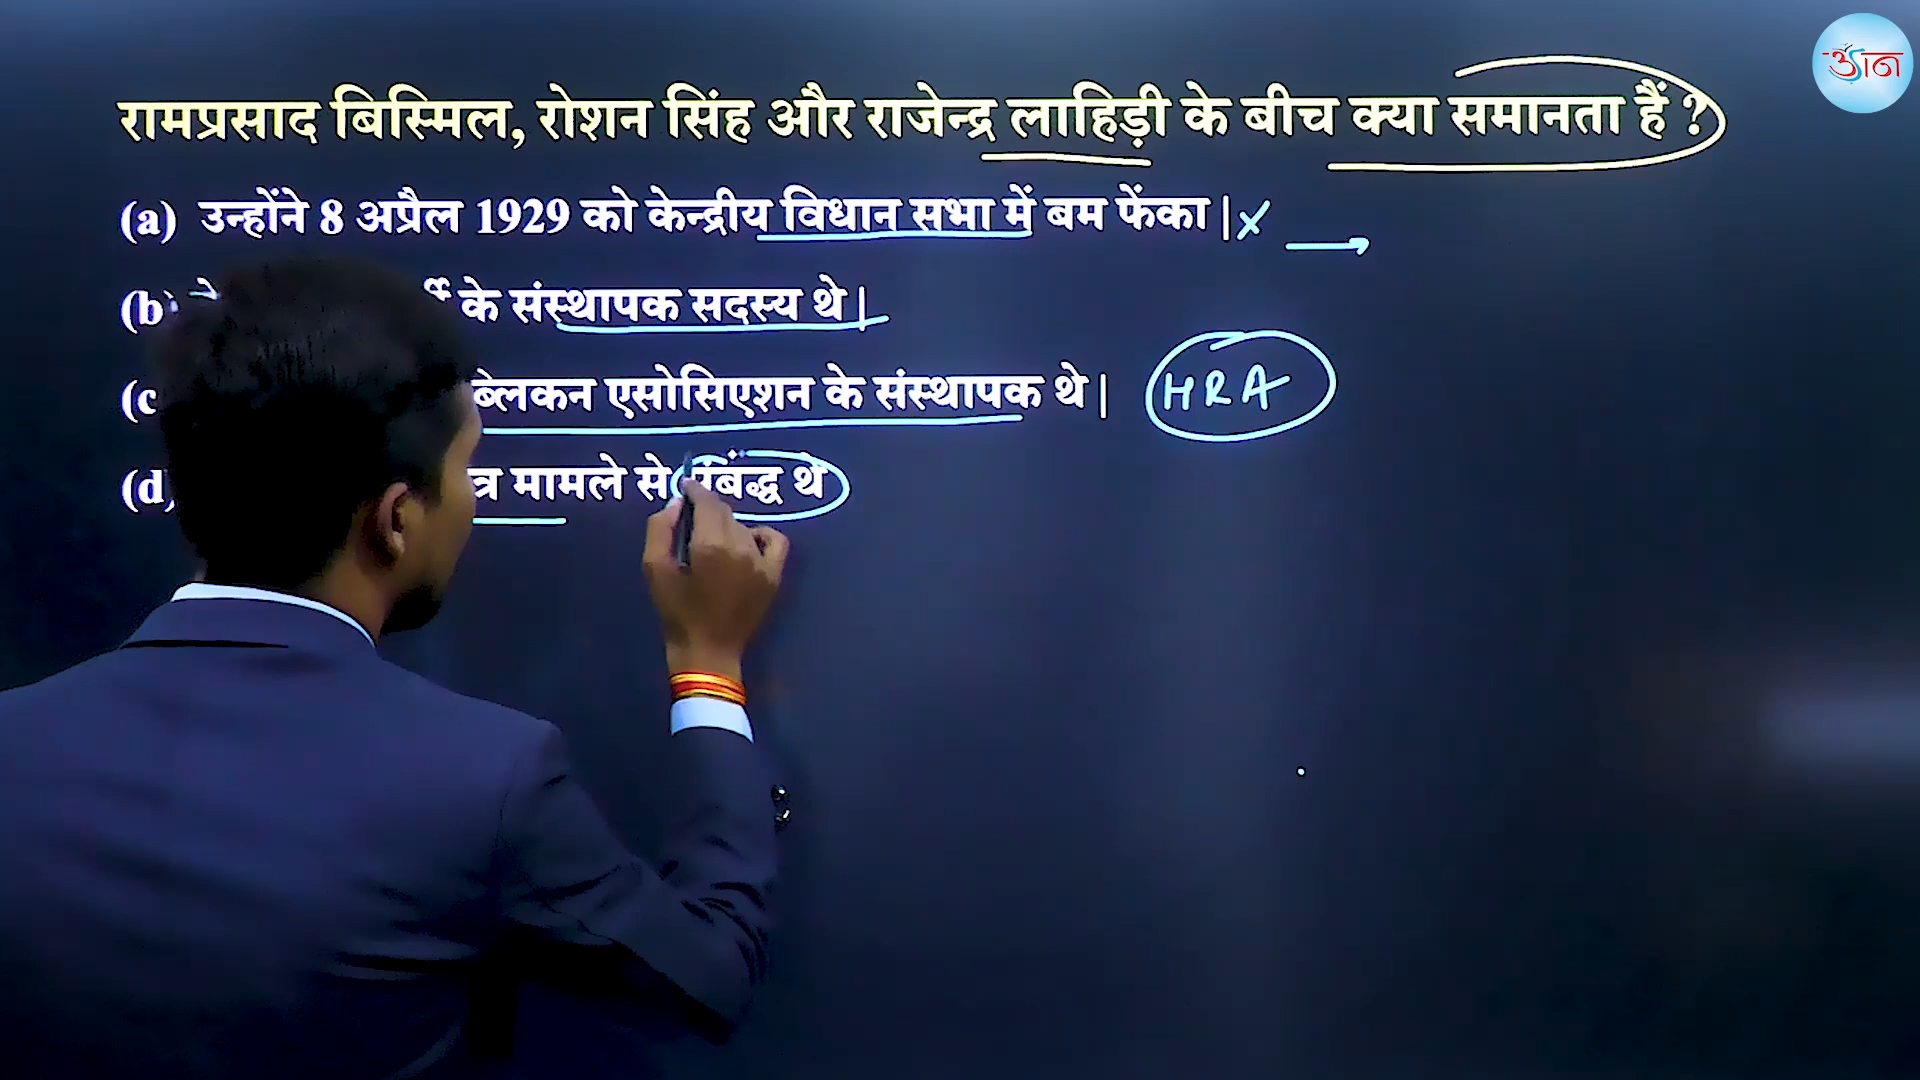 रामप्रसाद बिस्मिल, रोशन सिंह और राजेन्द्र लाहिड़ी के बीच क्या समानता हैं ?
(a) उन्होंने 8 अप्रैल 1929 को केन्द्रीय विधान सभा में बम फेंका |
(b) के संस्थापक सदस्य थे |
(c एसोसिएशन के संस्थापक थे | HRA
(d) मामले से संबद्ध थे